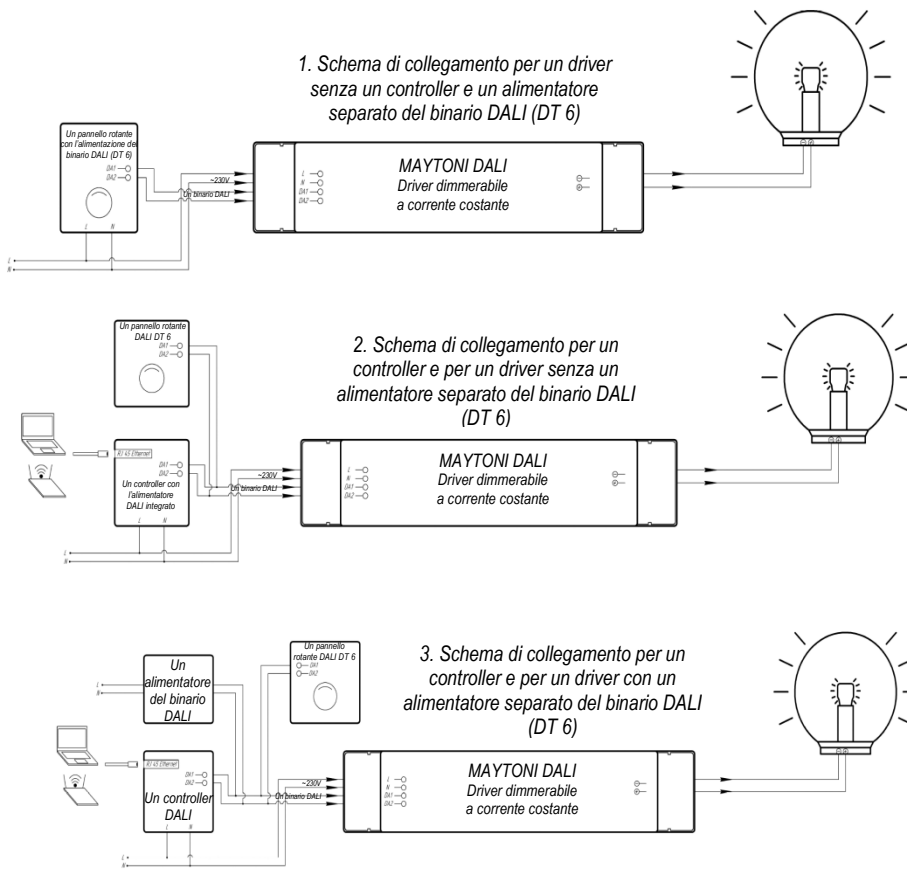 1. Schema di collegamento per un driver
senza un controller e un alimentatore
separato del binario DALI (DT 6)
Un pannello rotante
con l'alimentazione del
binario DALI (DT 6)
DA1
DA2
L N
L
N
~230V
Un binario DALI
L
N
DA1
DA2
MAYTONI DALI
Driver dimmerabile
a corrente costante
2. Schema di collegamento per un
controller e per un driver senza un
alimentatore separato del binario DALI
(DT 6)
Un pannello rotante
DALI DT 6
DA1
DA2
RJ 45 Ethernet
DA1
DA2
Un controller con
l'alimentatore
DALI integrato
L N
L
N
~230V
Un binario DALI
L
N
DA1
DA2
MAYTONI DALI
Driver dimmerabile
a corrente costante
3. Schema di collegamento per un
controller e per un driver con un
alimentatore separato del binario DALI
(DT 6)
Un pannello
rotante DALI DT 6
DA1
DA2
Un
alimentatore
del binario
DALI
L
N
RJ 45 Ethernet
DA1
DA2
Un controller
DALI
L N
L
N
~230V
Un binario DALI
L
N
DA1
DA2
MAYTONI DALI
Driver dimmerabile
a corrente costante